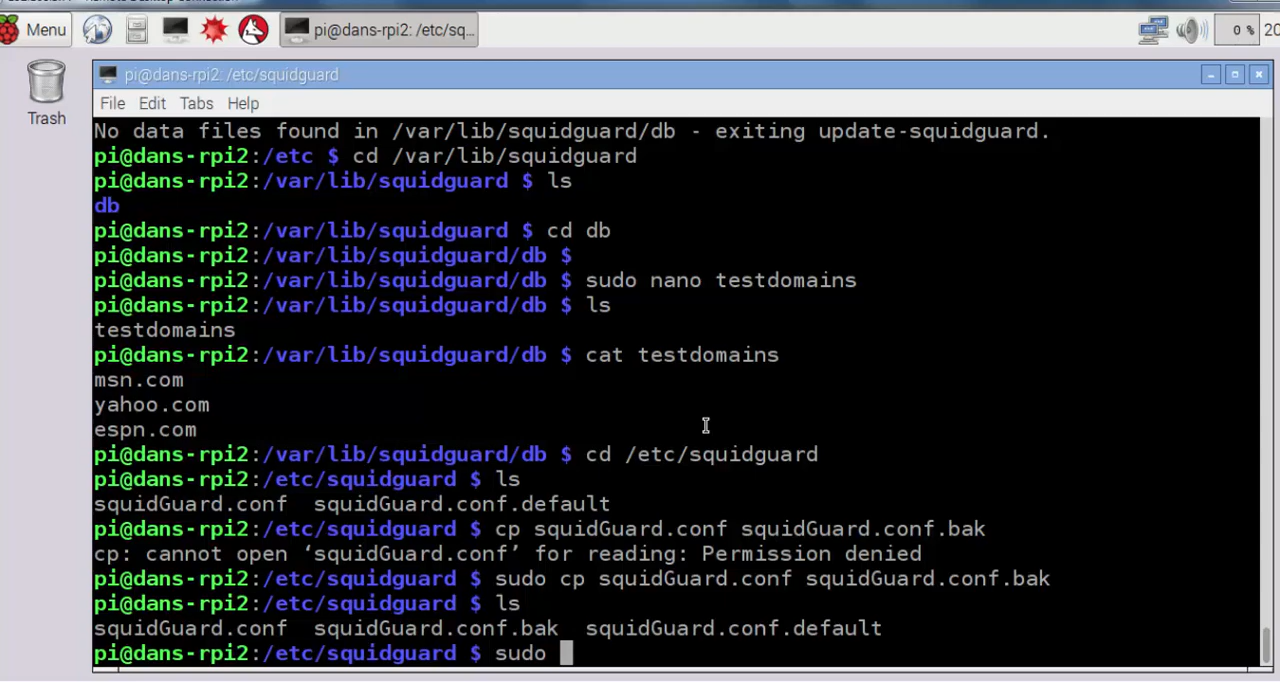 Menu
pi@dans-rpi2: /etc/sq...
0 %
20
Trash
pi@dans-rpi2: /etc/squidguard
File Edit Tabs Help
No data files found in /var/lib/squidguard/db - exiting update-squidguard.
pi@dans-rpi2:/etc $ cd /var/lib/squidguard
pi@dans-rpi2:/var/lib/squidguard $ ls
db
pi@dans-rpi2:/var/lib/squidguard $ cd db
pi@dans-rpi2:/var/lib/squidguard/db $
pi@dans-rpi2:/var/lib/squidguard/db $ sudo nano testdomains
pi@dans-rpi2:/var/lib/squidguard/db $ ls
testdomains
pi@dans-rpi2:/var/lib/squidguard/db $ cat testdomains
msn.com
yahoo.com
espn.com
pi@dans-rpi2:/var/lib/squidguard/db $ cd /etc/squidguard
pi@dans-rpi2:/etc/squidguard $ ls
squidGuard.conf  squidGuard.conf.default
pi@dans-rpi2:/etc/squidguard $ cp squidGuard.conf squidGuard.conf.bak
cp: cannot open ‘squidGuard.conf’ for reading: Permission denied
pi@dans-rpi2:/etc/squidguard $ sudo cp squidGuard.conf squidGuard.conf.bak
pi@dans-rpi2:/etc/squidguard $ ls
squidGuard.conf  squidGuard.conf.bak  squidGuard.conf.default
pi@dans-rpi2:/etc/squidguard $ sudo